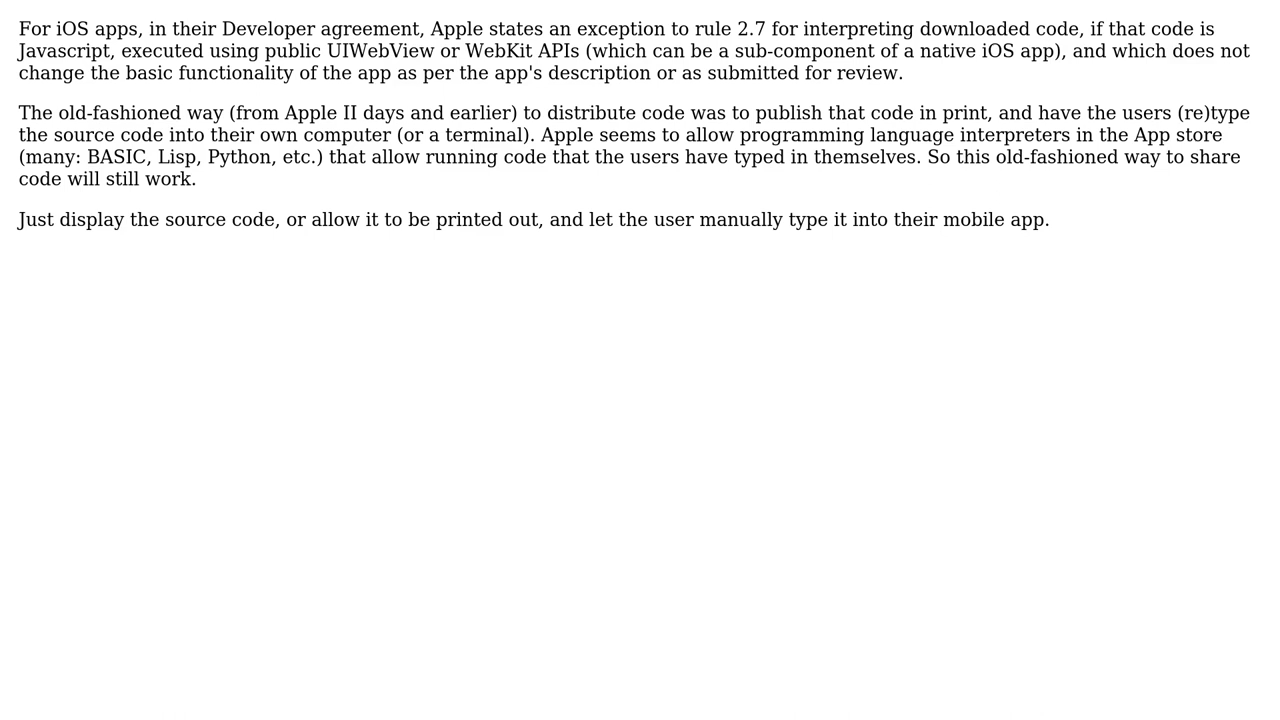 For iOS apps, in their Developer agreement, Apple states an exception to rule 2.7 for interpreting downloaded code, if that code is
Javascript, executed using public UIWebView or WebKit APIs (which can be a sub-component of a native iOS app), and which does not
change the basic functionality of the app as per the app's description or as submitted for review.
The old-fashioned way (from Apple II days and earlier) to distribute code was to publish that code in print, and have the users (re)type
the source code into their own computer (or a terminal). Apple seems to allow programming language interpreters in the App store
(many: BASIC, Lisp, Python, etc.) that allow running code that the users have typed in themselves. So this old-fashioned way to share
code will still work.
Just display the source code, or allow it to be printed out, and let the user manually type it into their mobile app.